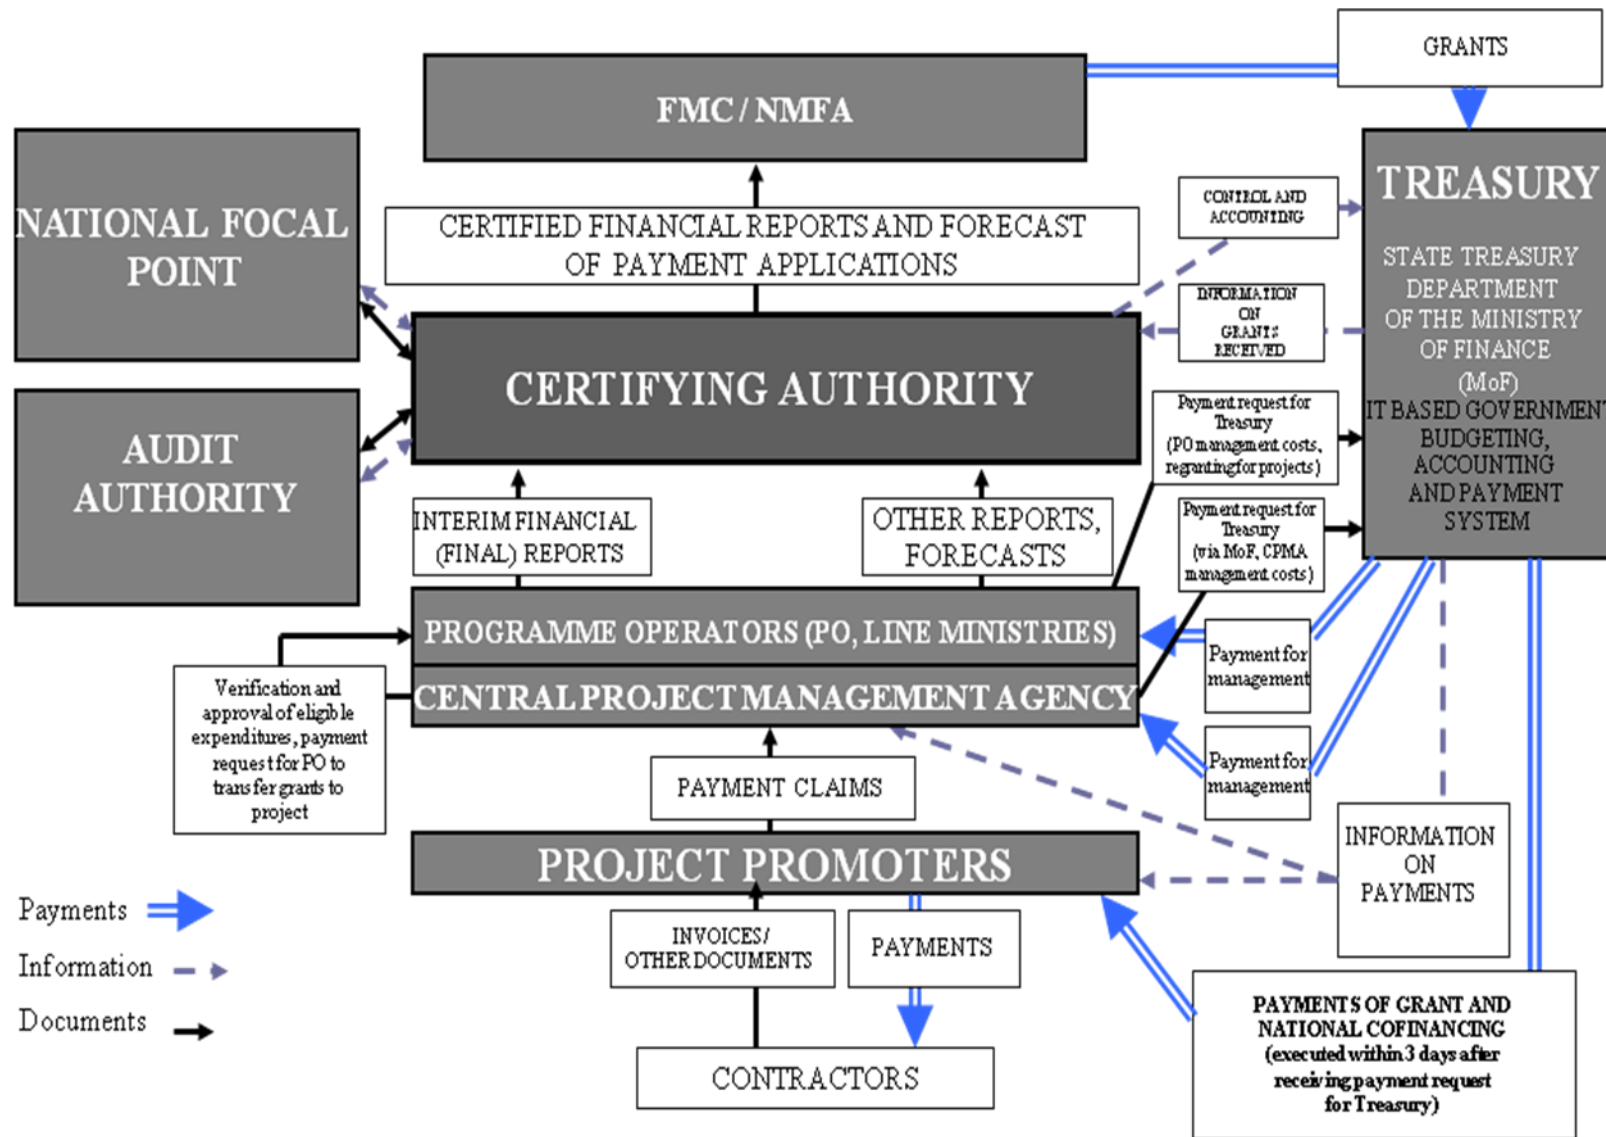 GRANTS
FMC / NMFA
NATIONAL FOCAL
POINT
CONTROL AND
ACCOUNTING
TREASURY
STATE TREASURY
DEPARTMENT
OF THE MINISTRY
OF FINANCE
(MoF)
IT BASED GOVERNMENT
BUDGETING,
ACCOUNTING
AND PAYMENT
SYSTEM
CERTIFIED FINANCIAL REPORTS AND FORECAST
OF PAYMENT APPLICATIONS
INFORMATION
ON
GRANTS
RECEIVED
CERTIFYING AUTHORITY
AUDIT
AUTHORITY
Payment request for
Treasury
(PO management costs,
regranting for projects)
INTERIM FINANCIAL
(FINAL) REPORTS
OTHER REPORTS,
FORECASTS
Payment request for
Treasury
(via MoF, CPMA
management costs)
PROGRAMME OPERATORS (PO, LINE MINISTRIES)
CENTRAL PROJECT MANAGEMENT AGENCY
Payment for
management
Verification and
approval of eligible
expenditures, payment
request for PO to
transfer grants to
project
Payment for
management
PAYMENT CLAIMS
PROJECT PROMOTERS
INFORMATION
ON
PAYMENTS
Payments
Information
Documents
INVOICES/
OTHER DOCUMENTS
PAYMENTS
CONTRACTORS
PAYMENTS OF GRANT AND
NATIONAL COFINANCING
(executed within 3 days after
receiving payment request
for Treasury)